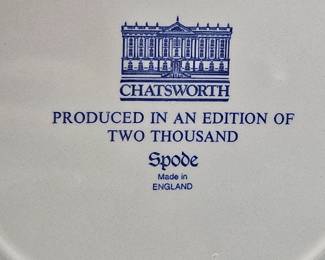 CHATSWORTH
PRODUCED IN AN EDITION OF
TWO THOUSAND
Spode
Made in
ENGLAND